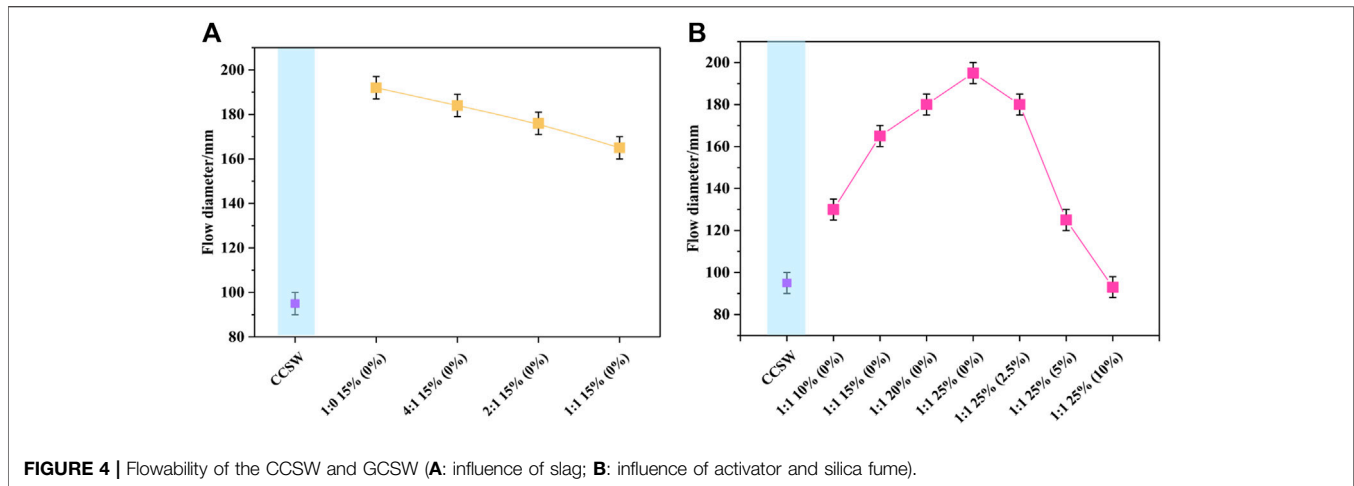 A
Flow diameter/mm
200
180
160
140
120
100
80
CCSW
1:0 15% (0%)
4:1 15% (0%)
2:1 15% (0%)
1:1 15% (0%)
B
Flow diameter/mm
200
180
160
140
120
100
80
CCSW
1:1 10% (0%)
1:1 15% (0%)
1:1 20% (0%)
1:1 25% (0%)
1:1 25% (2.5%)
1:1 25% (5%)
1:1 25% (10%)
FIGURE 4 | Flowability of the CCSW and GCSW (A: influence of slag; B: influence of activator and silica fume).